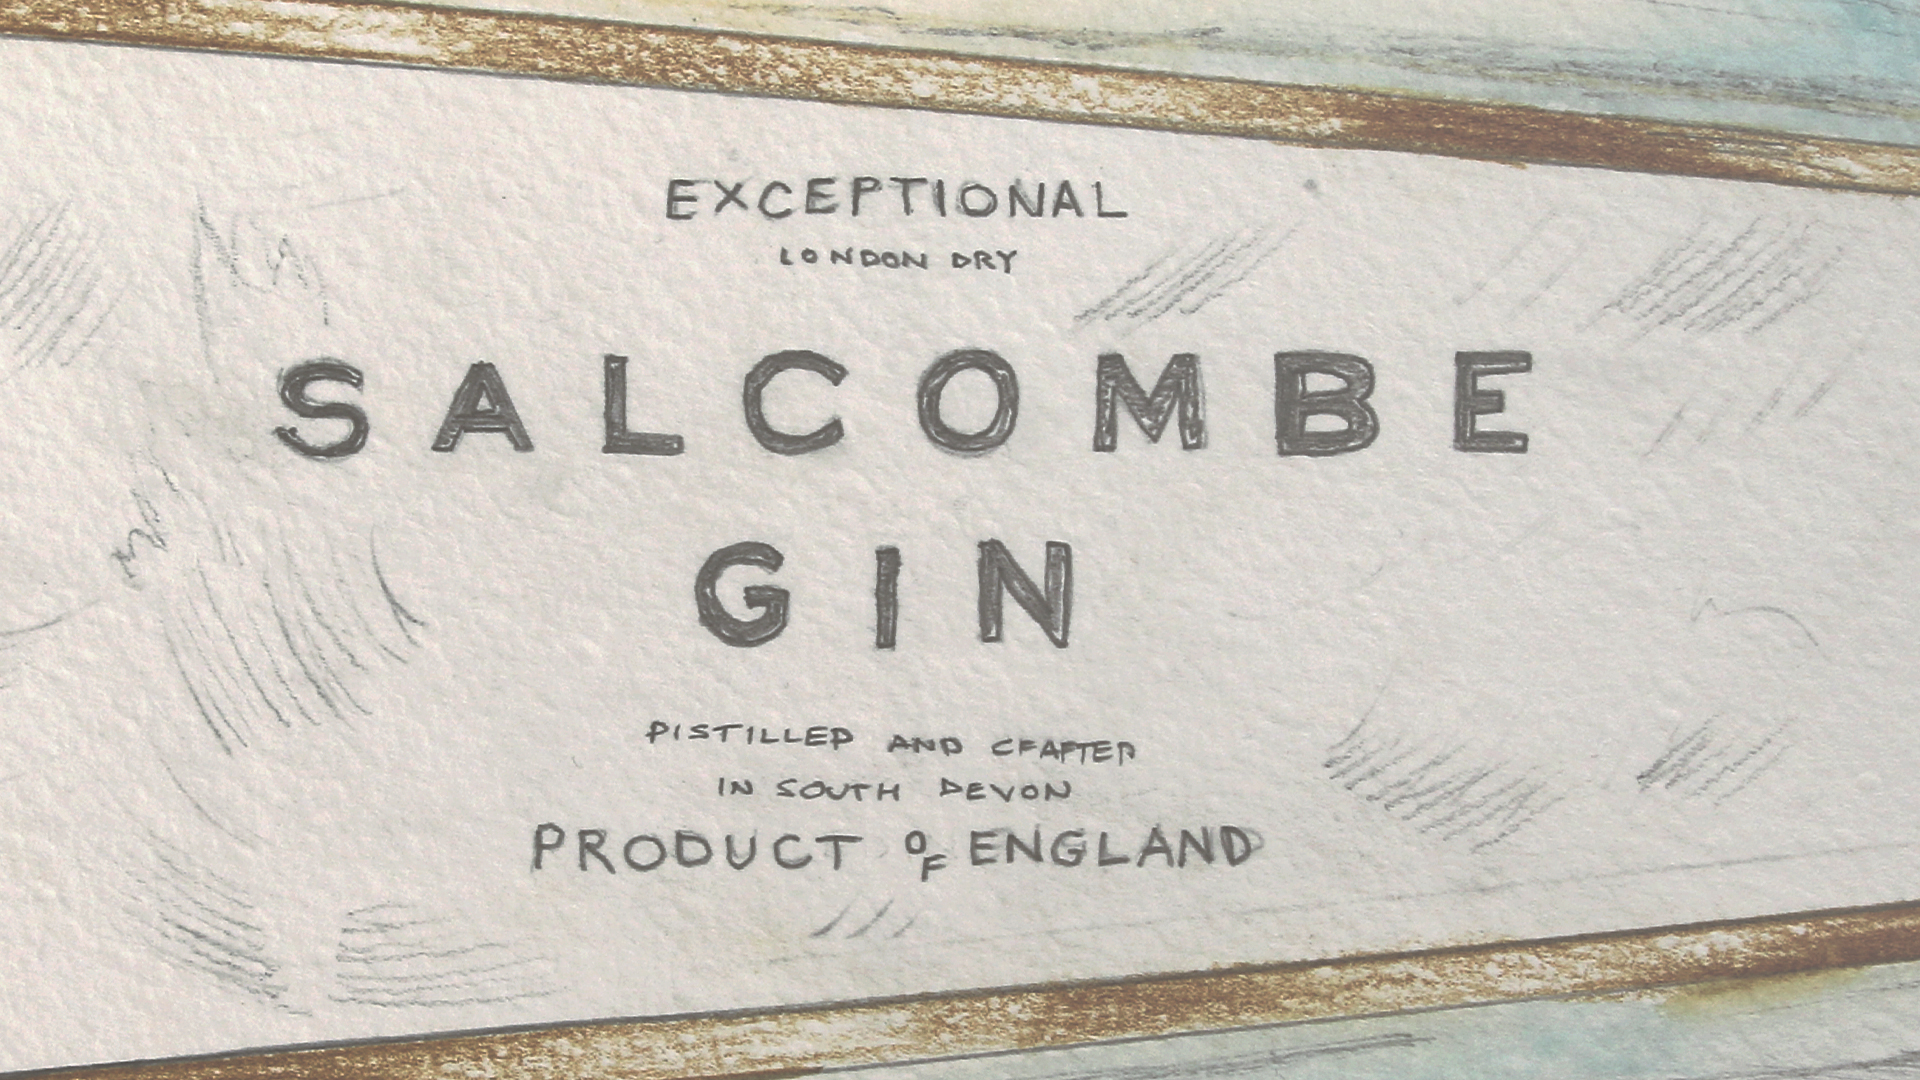 EXCEPTIONAL
LONDON DRY
SALCOMBE
GIN
DISTILLED AND CRAFTED
IN SOUTH DEVON
PRODUCT OF ENGLAND